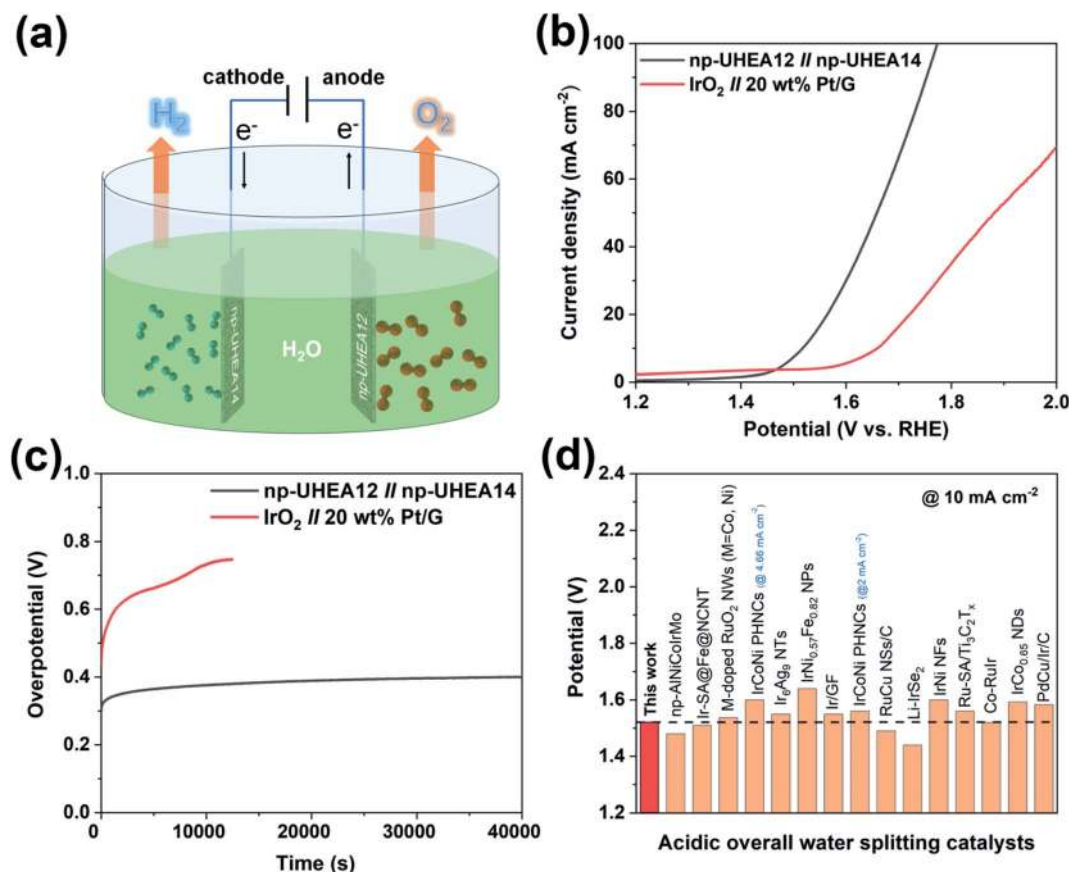 (a)
cathode
anode
H₂
O₂
e⁻
e⁻
np-UHEA14
H₂O
np-UHEA12
(b)
Current density (mA cm⁻²)
100
80
60
40
20
0
np-UHEA12 // np-UHEA14
IrO₂ // 20 wt% Pt/G
1.2
1.4
1.6
1.8
2.0
Potential (V vs. RHE)
(c)
Overpotential (V)
1.0
0.8
0.6
0.4
0.2
0.0
np-UHEA12 // np-UHEA14
IrO₂ // 20 wt% Pt/G
0
10000
20000
30000
40000
Time (s)
(d)
Potential (V)
2.4
2.2
2.0
1.8
1.6
1.4
1.2
@ 10 mA cm⁻²
This work
np-AlNiCoIrMo
Ir-SA@Fe@NCNT
M-doped RuO₂ NWs (M=Co, Ni)
IrCoNi PHNCs (@ 4.66 mA cm⁻²)
Ir₆Ag₉ NTs
IrNi₀.₅₇Fe₀.₈₂ NPs
Ir/GF
IrCoNi PHNCs (@2 mA cm⁻²)
RuCu NSs/C
Li-IrSe₂
IrNi NFs
Ru-SA/Ti₃C₂Tₓ
Co-RuIr
IrCo₀.₆₅ NDs
PdCu/Ir/C
Acidic overall water splitting catalysts